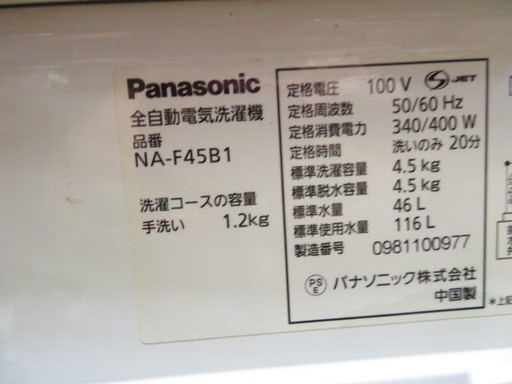 Panasonic
全自動電気洗濯機
品番
NA-F45B1
洗濯コースの容量
手洗い 1.2kg
定格電圧 100 V JET
定格周波数 50/60 Hz
定格消費電力 340/400 W
定格時間 洗いのみ 20分
標準洗濯容量 4.5 kg
標準脱水容量 4.5 kg
標準水量 46 L
標準使用水量 116 L
製造番号 0981100977
PSE パナソニック株式会社
中国製
*上記